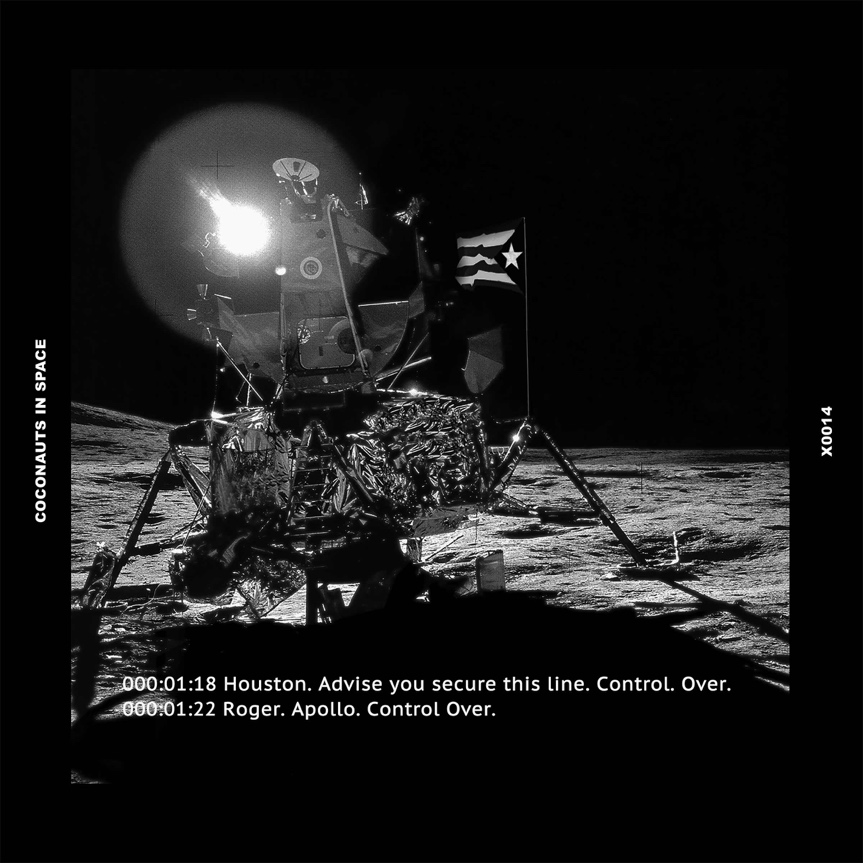 COCONAUTS IN SPACE
X0014
000:01:18 Houston. Advise you secure this line. Control. Over.
000:01:22 Roger. Apollo. Control Over.